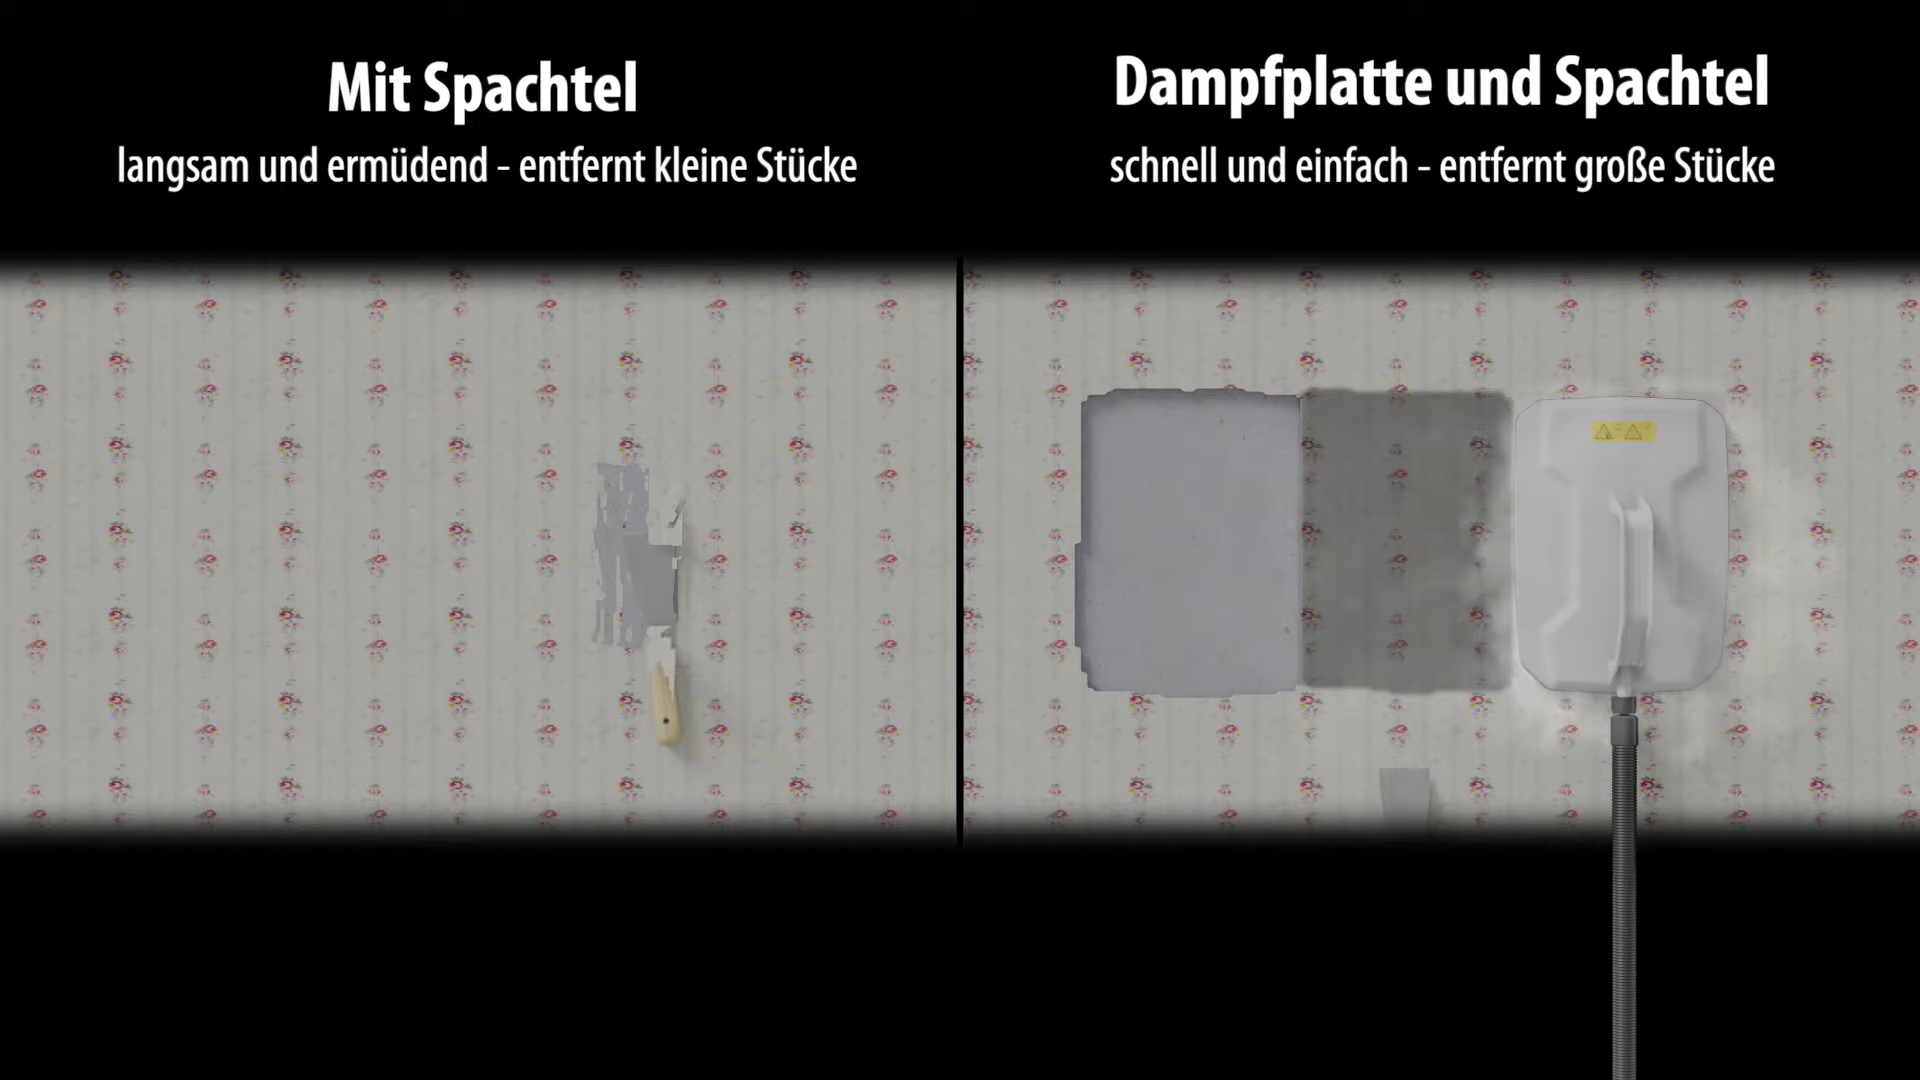 Mit Spachtel
langsam und ermüdend - entfernt kleine Stücke
Dampfplatte und Spachtel
schnell und einfach - entfernt große Stücke